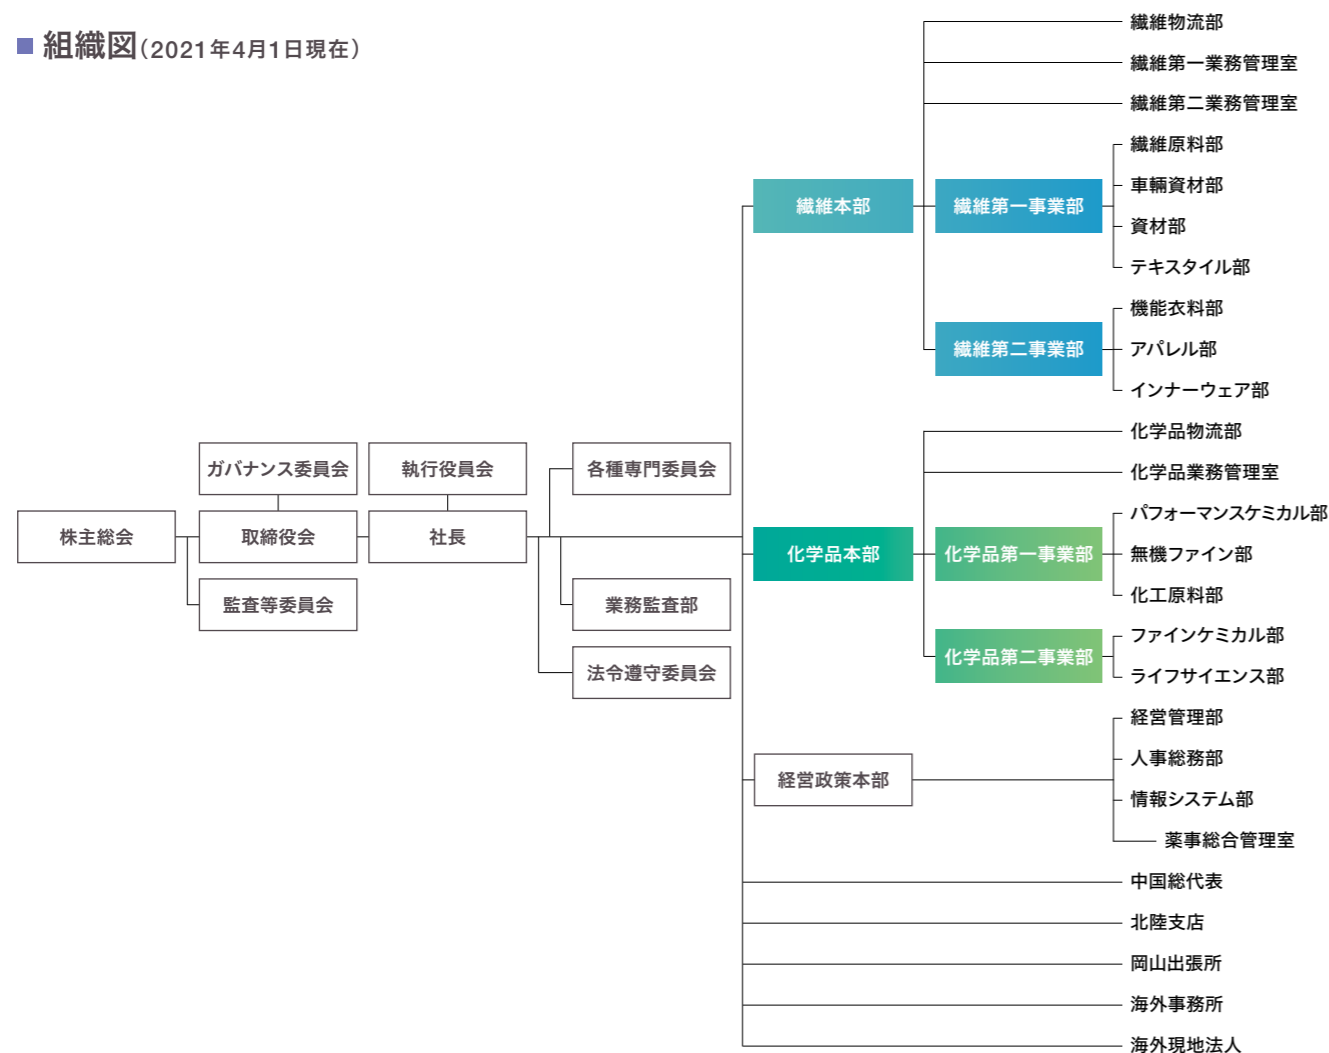 ■ 組織図（2021年4月1日現在）
株主総会
ガバナンス委員会
取締役会
監査等委員会
執行役員会
社長
各種専門委員会
業務監査部
法令遵守委員会
繊維本部
繊維物流部
繊維第一業務管理室
繊維第二業務管理室
繊維第一事業部
繊維原料部
車輛資材部
資材部
テキスタイル部
繊維第二事業部
機能衣料部
アパレル部
インナーウェア部
化学品本部
化学品物流部
化学品業務管理室
化学品第一事業部
パフォーマンスケミカル部
無機ファイン部
化工原料部
化学品第二事業部
ファインケミカル部
ライフサイエンス部
経営政策本部
経営管理部
人事総務部
情報システム部
薬事総合管理室
中国総代表
北陸支店
岡山出張所
海外事務所
海外現地法人